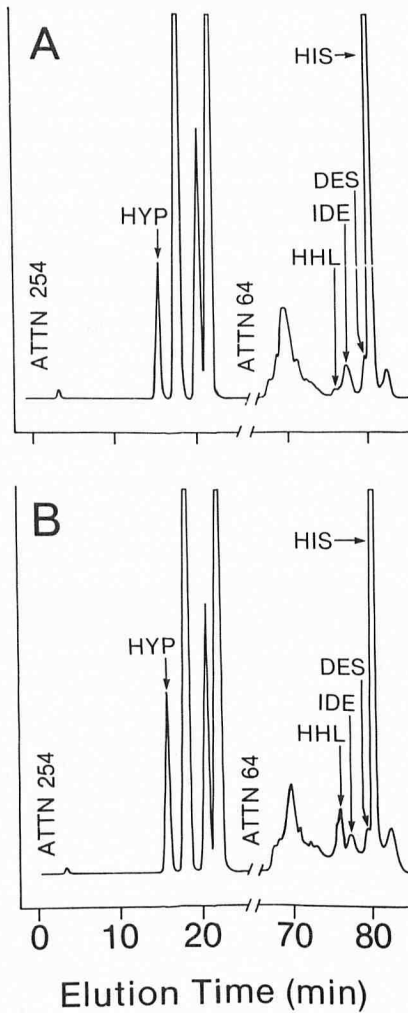 A
HIS
DES
IDE
HHL
HYP
ATTN 254
ATTN 64
B
HIS
DES
IDE
HHL
HYP
ATTN 254
ATTN 64
0 10 20 70 80
Elution Time (min)